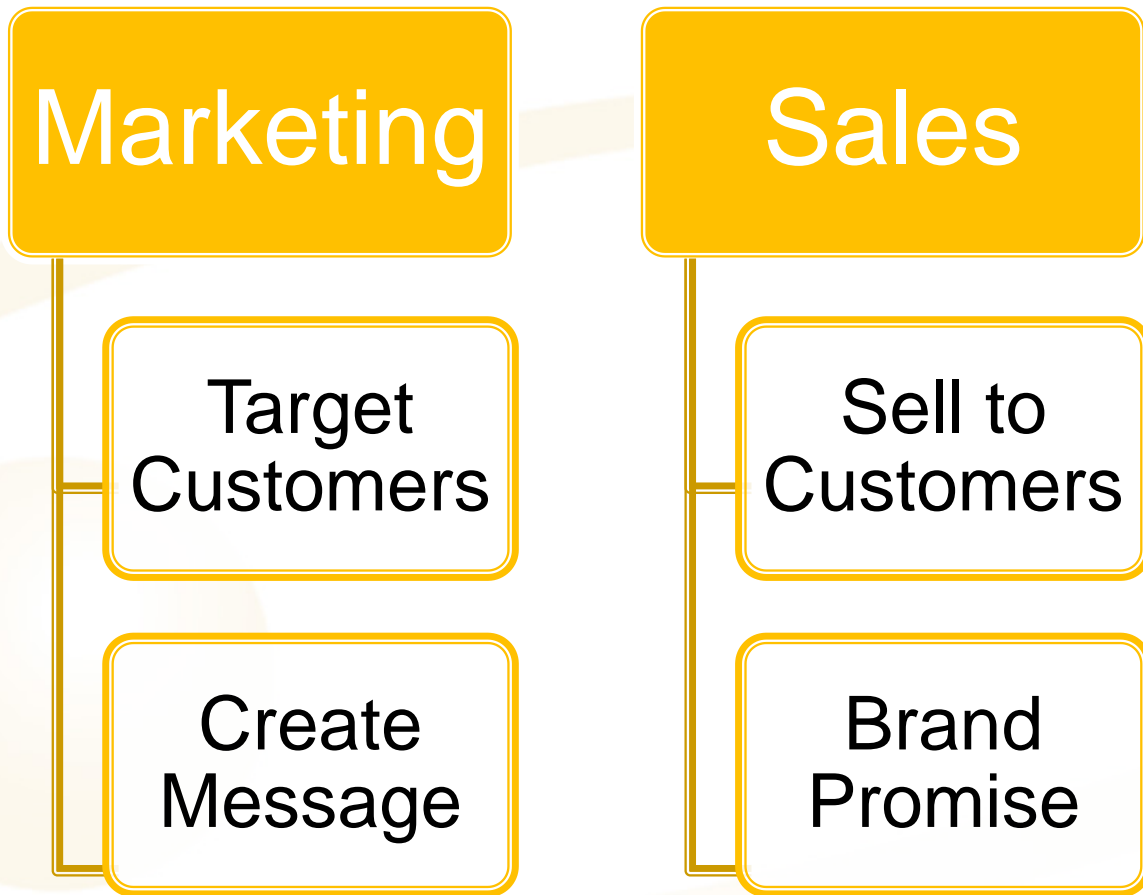 Marketing
Target
Customers
Create
Message
Sales
Sell to
Customers
Brand
Promise